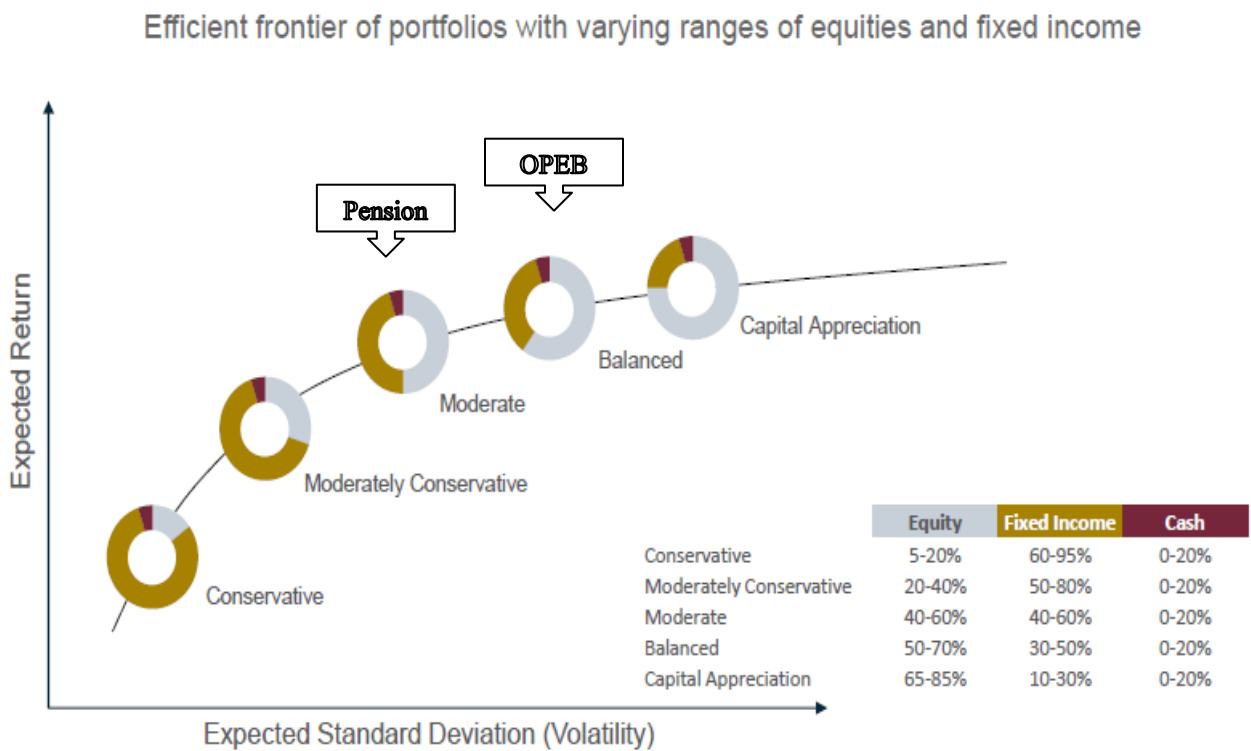 Efficient frontier of portfolios with varying ranges of equities and fixed income
OPEB
Pension
Expected Return
Capital Appreciation
Balanced
Moderate
Moderately Conservative
Conservative
Equity Fixed Income Cash
Conservative 5-20% 60-95% 0-20%
Moderately Conservative 20-40% 50-80% 0-20%
Moderate 40-60% 40-60% 0-20%
Balanced 50-70% 30-50% 0-20%
Capital Appreciation 65-85% 10-30% 0-20%
Expected Standard Deviation (Volatility)